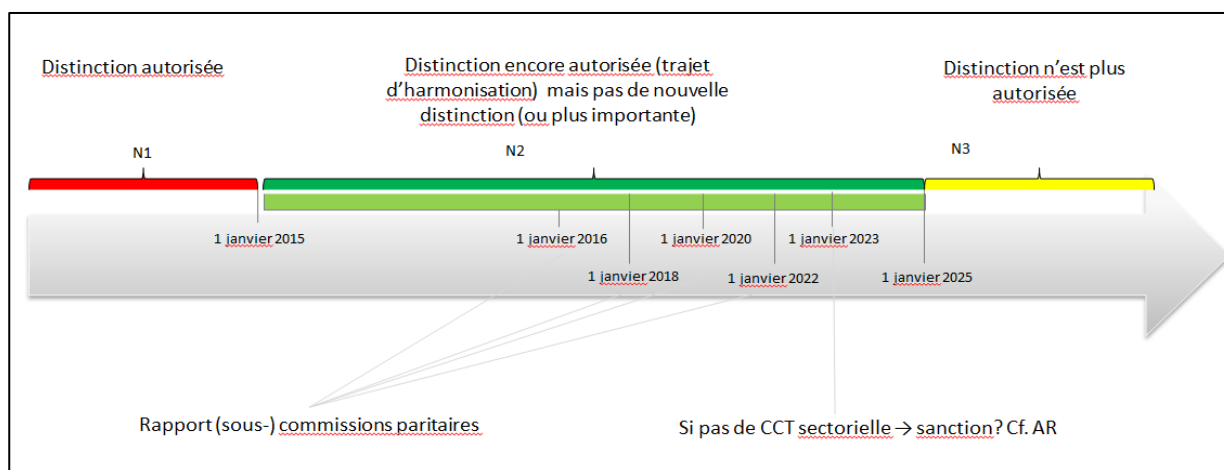 Distinction autorisée
Distinction encore autorisée (trajet
d'harmonisation) mais pas de nouvelle
distinction (ou plus importante)
Distinction n'est plus
autorisée
N1
N2
N3
1 janvier 2015
1 janvier 2016
1 janvier 2020
1 janvier 2023
1 janvier 2018
1 janvier 2022
1 janvier 2025
Rapport (sous-) commissions paritaires
Si pas de CCT sectorielle → sanction? Cf. AR